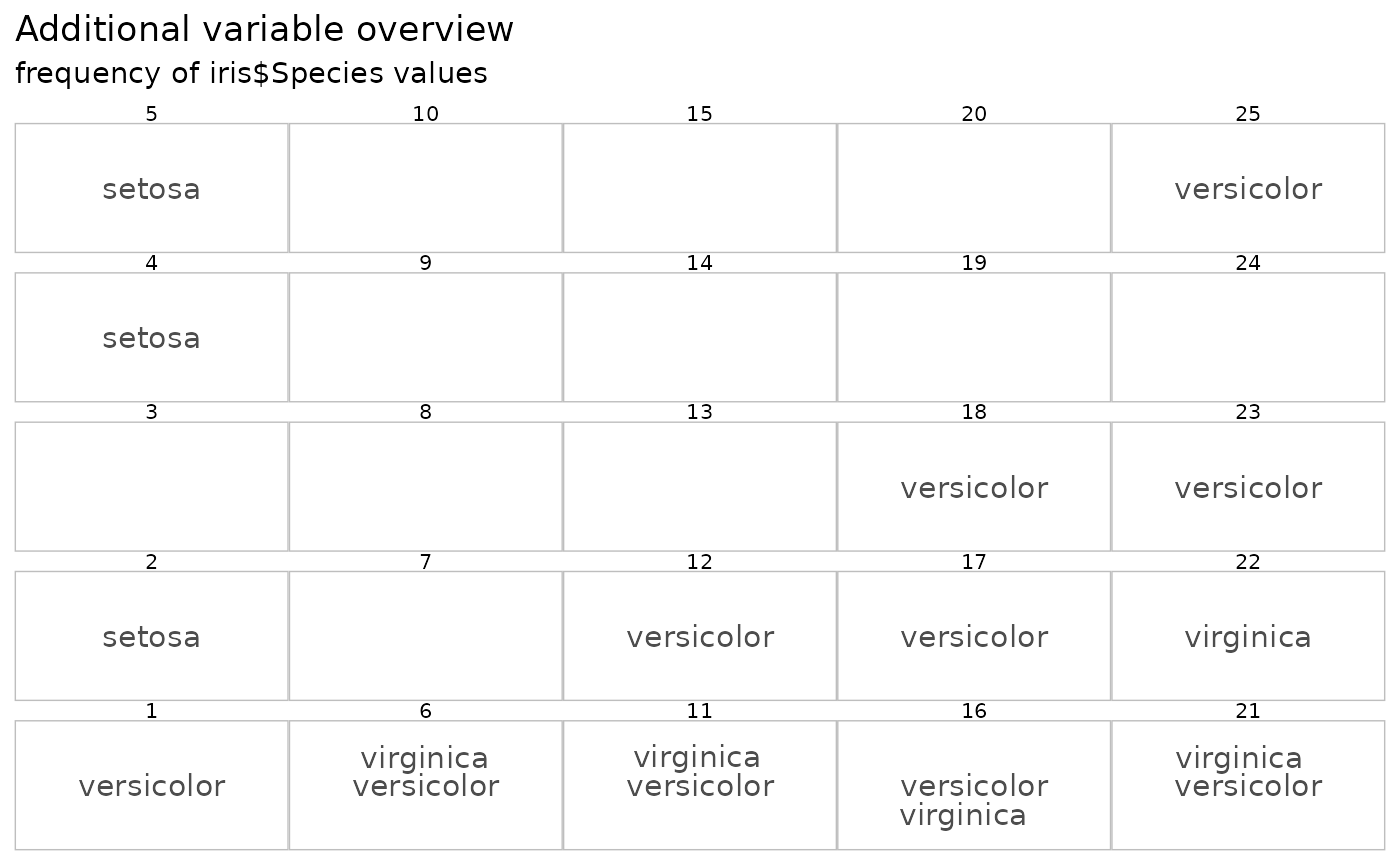 Additional variable overview
frequency of iris$Species values
5 10 15 20 25
setosa versicolor
4 9 14 19 24
setosa
3 8 13 18 23
versicolor versicolor
2 7 12 17 22
setosa versicolor versicolor virginica
1 6 11 16 21
virginica virginica virginica
versicolor versicolor versicolor versicolor versicolor
virginica